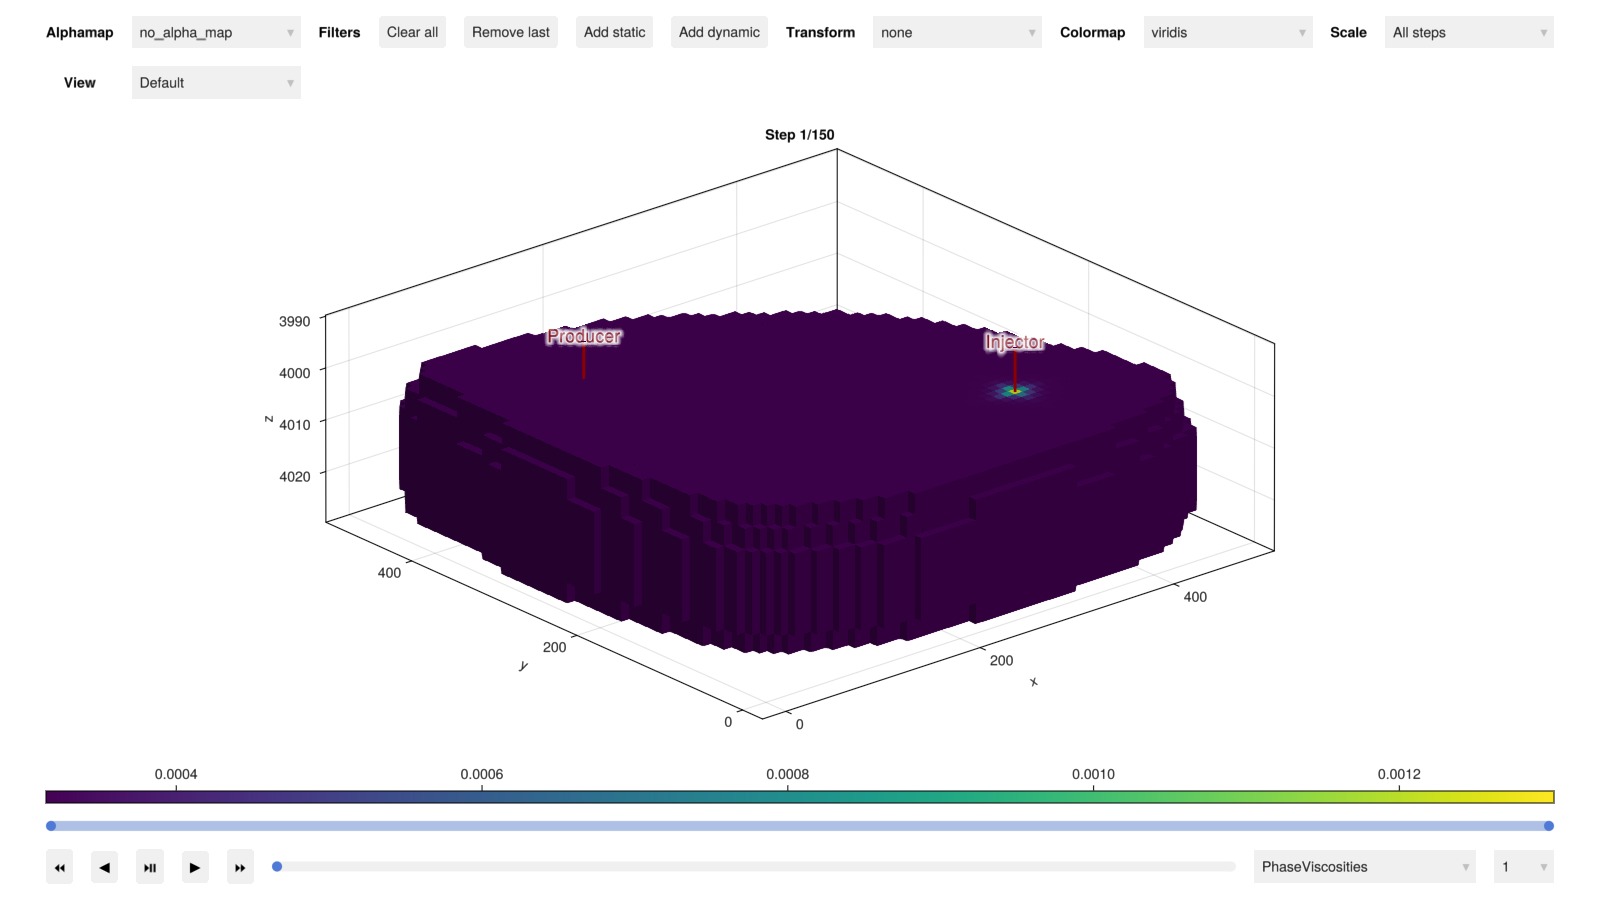 Alphamap no_alpha_map Filters Clear all Remove last Add static Add dynamic Transform none Colormap viridis Scale All steps
View Default
Step 1/150
Producer
Injector
3990
4000
4010
4020
z
400
200
0
y
0
200
400
x
0.0004 0.0006 0.0008 0.0010 0.0012
PhaseViscosities 1